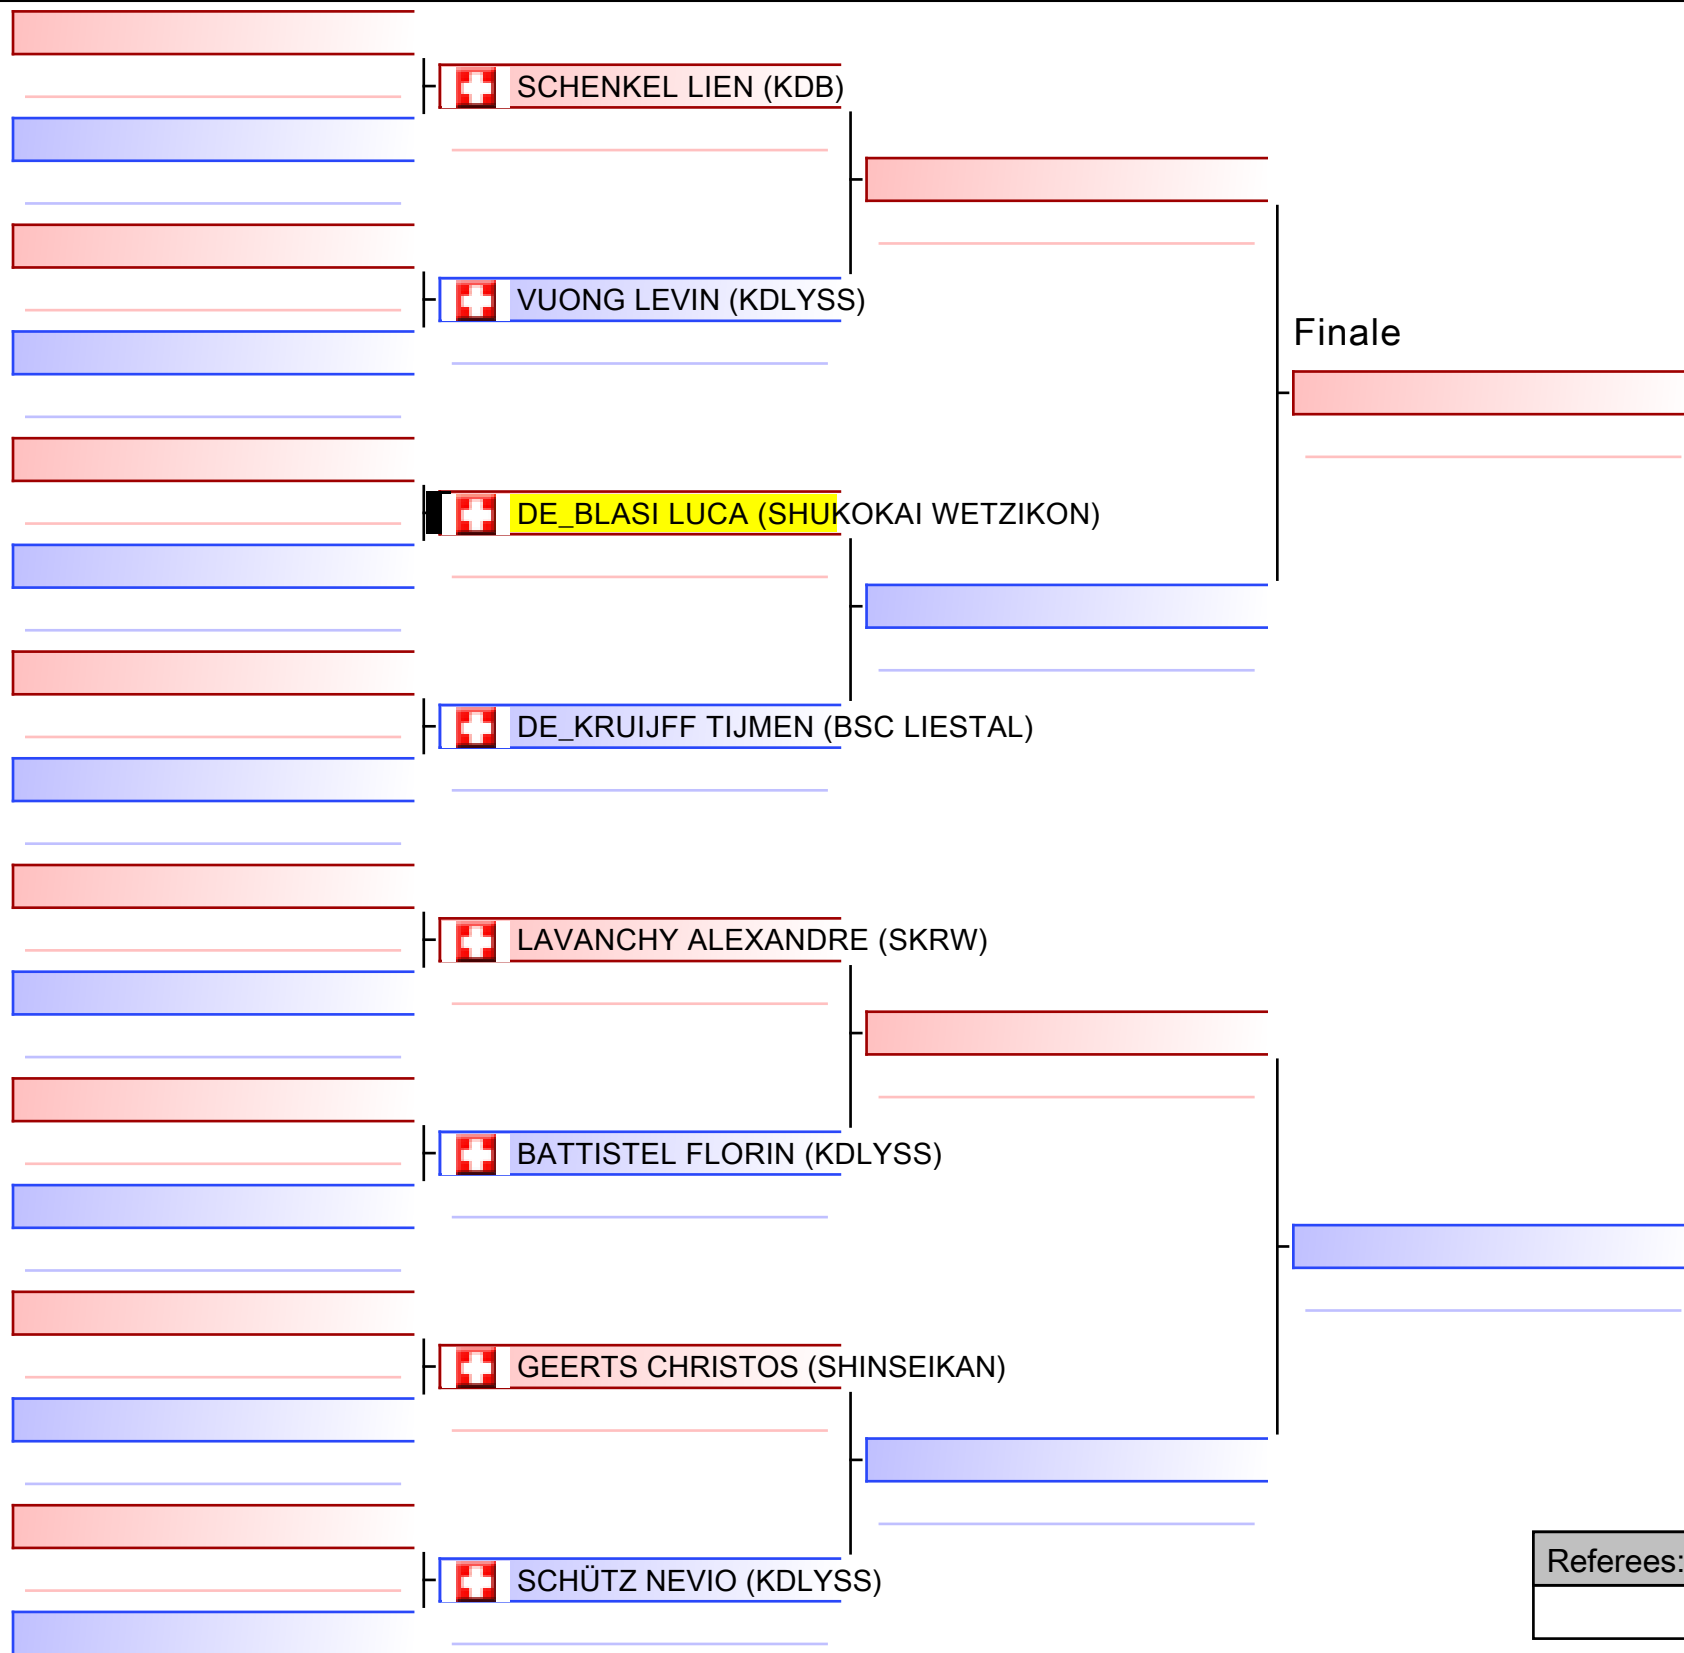 SCHENKEL LIEN (KDB)
VUONG LEVIN (KDLYSS)
Finale
DE_BLASI LUCA (SHUKOKAI WETZIKON)
DE_KRUIJFF TIJMEN (BSC LIESTAL)
LAVANCHY ALEXANDRE (SKRW)
BATTISTEL FLORIN (KDLYSS)
GEERTS CHRISTOS (SHINSEIKAN)
Referees:
SCHÜTZ NEVIO (KDLYSS)